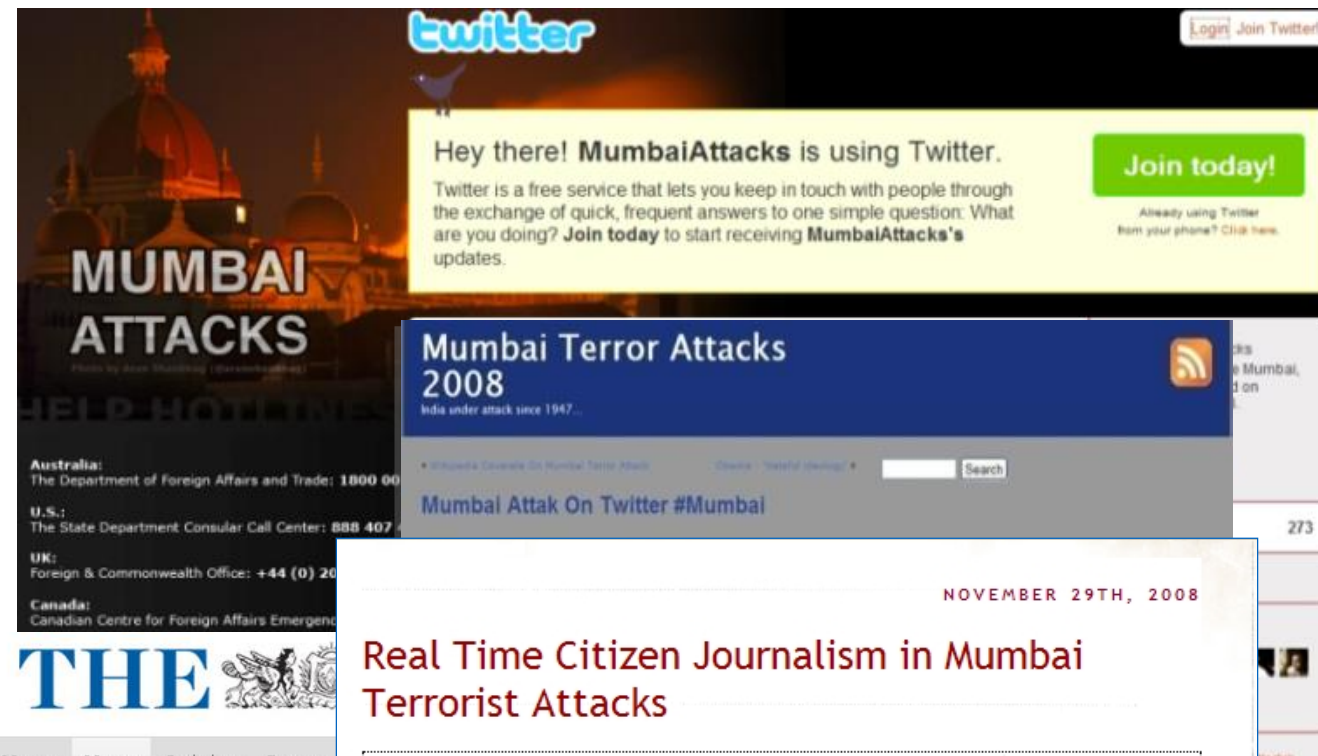 twitter
Login Join Twitter!
Hey there! MumbaiAttacks is using Twitter.
Twitter is a free service that lets you keep in touch with people through
the exchange of quick, frequent answers to one simple question: What
are you doing? Join today to start receiving MumbaiAttacks's
updates.
Join today!
Already using Twitter
from your phone? Click here.
MUMBAI
ATTACKS
HELP HOTLINES
Australia:
The Department of Foreign Affairs and Trade: 1800 00
U.S.:
The State Department Consular Call Center: 888 407
UK:
Foreign & Commonwealth Office: +44 (0) 20
Canada:
Canadian Centre for Foreign Affairs Emergenc
Mumbai Terror Attacks
2008
India under attack since 1947...
e Mumbai,
d on
Search
Mumbai Attak On Twitter #Mumbai
273
NOVEMBER 29TH, 2008
Real Time Citizen Journalism in Mumbai
Terrorist Attacks
THE